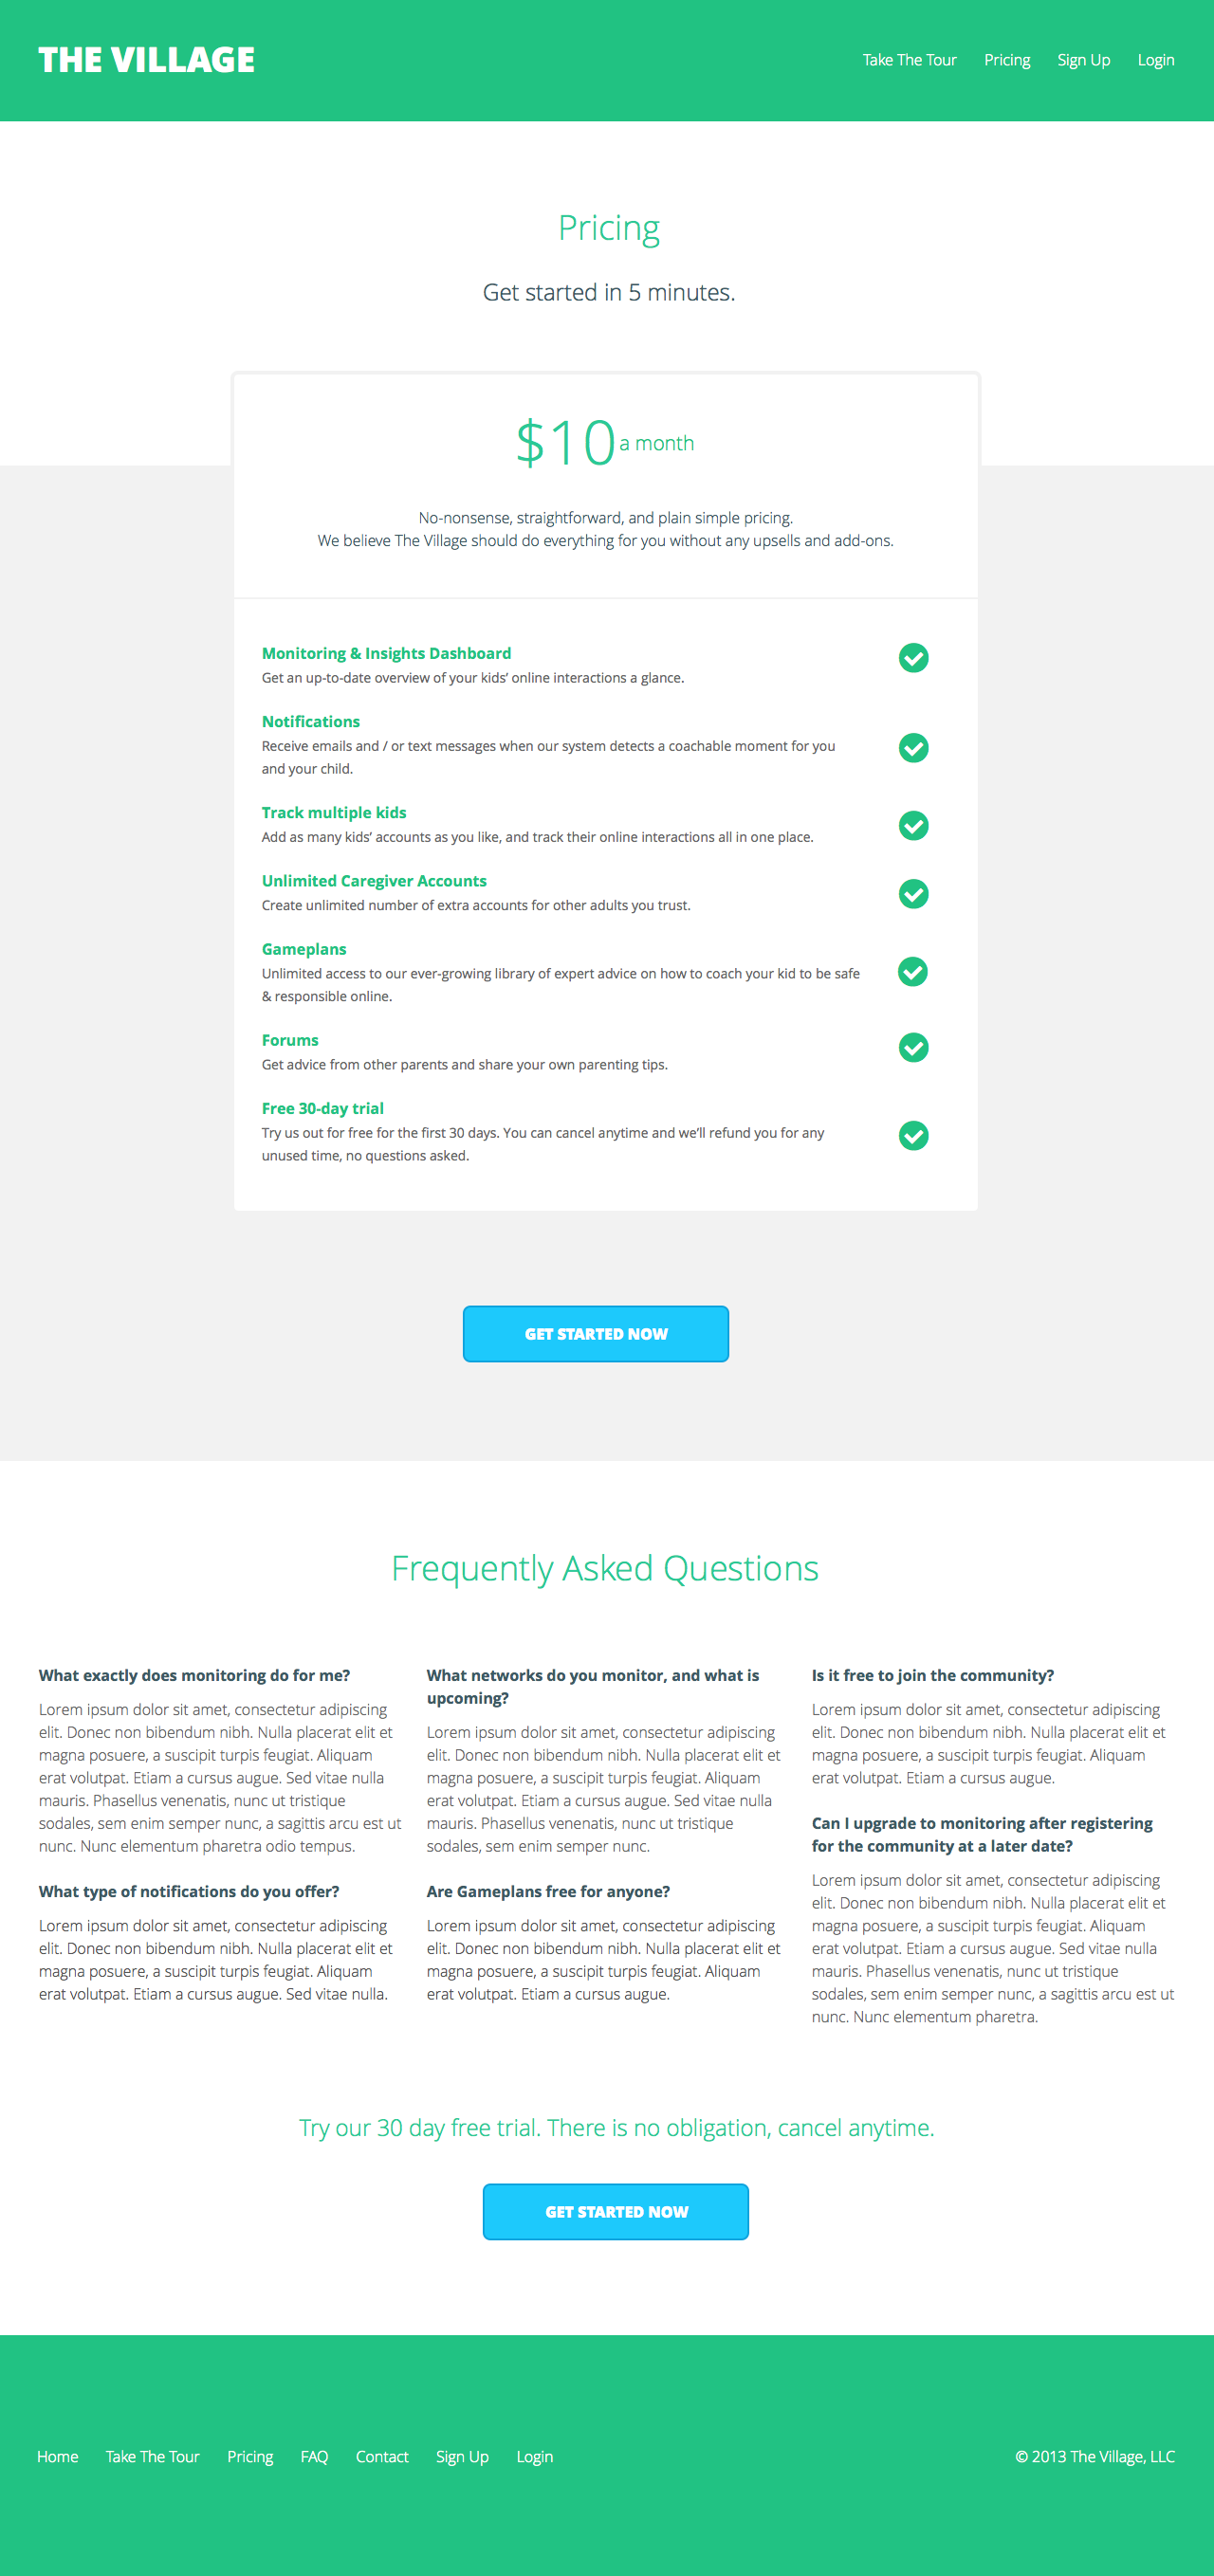 THE VILLAGE
Take The Tour Pricing Sign Up Login
Pricing
Get started in 5 minutes.
$10 a month
No-nonsense, straightforward, and plain simple pricing.
We believe The Village should do everything for you without any upsells and add-ons.
Monitoring & Insights Dashboard
Get an up-to-date overview of your kids’ online interactions a glance.
Notifications
Receive emails and / or text messages when our system detects a coachable moment for you
and your child.
Track multiple kids
Add as many kids’ accounts as you like, and track their online interactions all in one place.
Unlimited Caregiver Accounts
Create unlimited number of extra accounts for other adults you trust.
Gameplans
Unlimited access to our ever-growing library of expert advice on how to coach your kid to be safe
& responsible online.
Forums
Get advice from other parents and share your own parenting tips.
Free 30-day trial
Try us out for free for the first 30 days. You can cancel anytime and we’ll refund you for any
unused time, no questions asked.
GET STARTED NOW
Frequently Asked Questions
What exactly does monitoring do for me?
Lorem ipsum dolor sit amet, consectetur adipiscing
elit. Donec non bibendum nibh. Nulla placerat elit et
magna posuere, a suscipit turpis feugiat. Aliquam
erat volutpat. Etiam a cursus augue. Sed vitae nulla
mauris. Phasellus venenatis, nunc ut tristique
sodales, sem enim semper nunc, a sagittis arcu est ut
nunc. Nunc elementum pharetra odio tempus.
What type of notifications do you offer?
Lorem ipsum dolor sit amet, consectetur adipiscing
elit. Donec non bibendum nibh. Nulla placerat elit et
magna posuere, a suscipit turpis feugiat. Aliquam
erat volutpat. Etiam a cursus augue. Sed vitae nulla.
What networks do you monitor, and what is
upcoming?
Lorem ipsum dolor sit amet, consectetur adipiscing
elit. Donec non bibendum nibh. Nulla placerat elit et
magna posuere, a suscipit turpis feugiat. Aliquam
erat volutpat. Etiam a cursus augue. Sed vitae nulla
mauris. Phasellus venenatis, nunc ut tristique
sodales, sem enim semper nunc.
Are Gameplans free for anyone?
Lorem ipsum dolor sit amet, consectetur adipiscing
elit. Donec non bibendum nibh. Nulla placerat elit et
magna posuere, a suscipit turpis feugiat. Aliquam
erat volutpat. Etiam a cursus augue.
Is it free to join the community?
Lorem ipsum dolor sit amet, consectetur adipiscing
elit. Donec non bibendum nibh. Nulla placerat elit et
magna posuere, a suscipit turpis feugiat. Aliquam
erat volutpat. Etiam a cursus augue.
Can I upgrade to monitoring after registering
for the community at a later date?
Lorem ipsum dolor sit amet, consectetur adipiscing
elit. Donec non bibendum nibh. Nulla placerat elit et
magna posuere, a suscipit turpis feugiat. Aliquam
erat volutpat. Etiam a cursus augue. Sed vitae nulla
mauris. Phasellus venenatis, nunc ut tristique
sodales, sem enim semper nunc, a sagittis arcu est ut
nunc. Nunc elementum pharetra.
Try our 30 day free trial. There is no obligation, cancel anytime.
GET STARTED NOW
Home Take The Tour Pricing FAQ Contact Sign Up Login © 2013 The Village, LLC